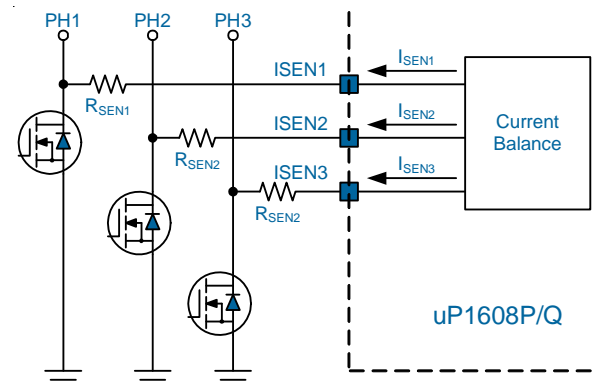 PH1 PH2 PH3
ISEN1 ISEN1
RSEN1
ISEN2 ISEN2
Current
Balance
RSEN2
ISEN3 ISEN3
RSEN2
uP1608P/Q